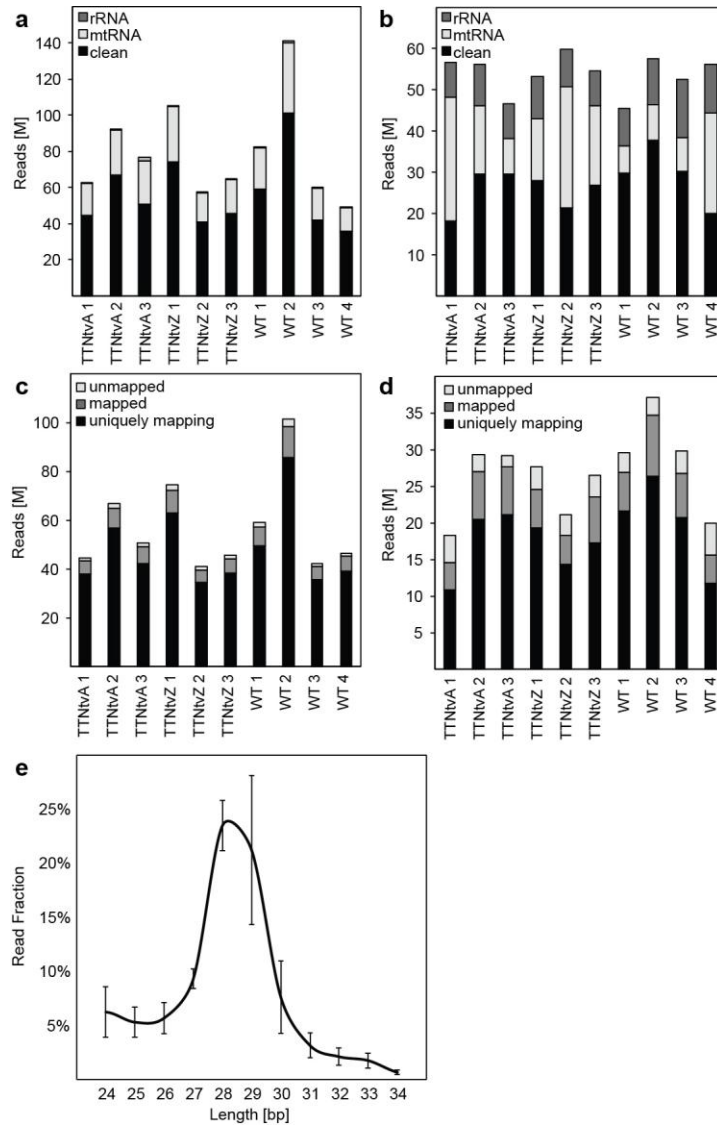 a
rRNA
mtRNA
clean
Reads [M]
140
120
100
80
60
40
20
TTNtvA 1
TTNtvA 2
TTNtvA 3
TTNtvZ 1
TTNtvZ 2
TTNtvZ 3
WT 1
WT 2
WT 3
WT 4
b
rRNA
mtRNA
clean
Reads [M]
60
50
40
30
20
10
TTNtvA 1
TTNtvA 2
TTNtvA 3
TTNtvZ 1
TTNtvZ 2
TTNtvZ 3
WT 1
WT 2
WT 3
WT 4
c
unmapped
mapped
uniquely mapping
Reads [M]
100
80
60
40
20
TTNtvA 1
TTNtvA 2
TTNtvA 3
TTNtvZ 1
TTNtvZ 2
TTNtvZ 3
WT 1
WT 2
WT 3
WT 4
d
unmapped
mapped
uniquely mapping
Reads [M]
35
30
25
20
15
10
5
TTNtvA 1
TTNtvA 2
TTNtvA 3
TTNtvZ 1
TTNtvZ 2
TTNtvZ 3
WT 1
WT 2
WT 3
WT 4
e
Read Fraction
25%
20%
15%
10%
5%
24 25 26 27 28 29 30 31 32 33 34
Length [bp]